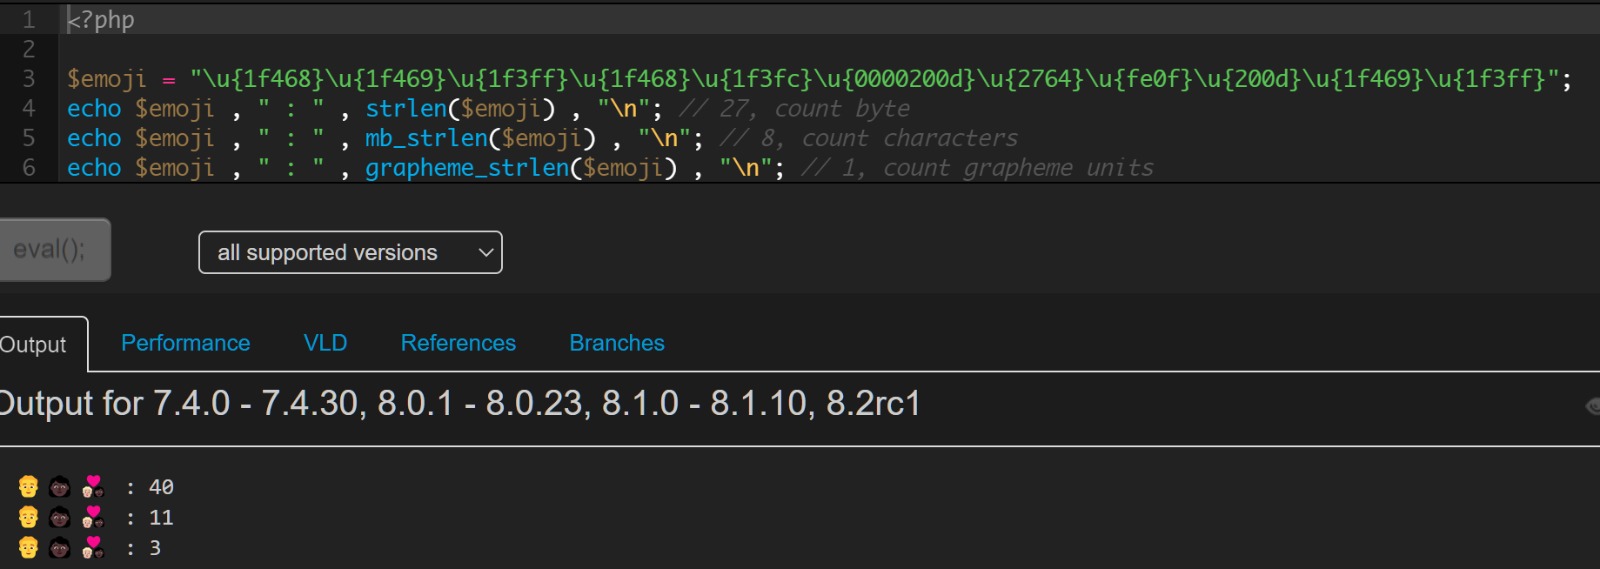 1 <?php
2
3 $emoji = "\u{1f468}\u{1f469}\u{1f3ff}\u{1f468}\u{1f3fc}\u{0000200d}\u{2764}\u{fe0f}\u{200d}\u{1f469}\u{1f3ff}";
4 echo $emoji , " : " , strlen($emoji) , "\n"; // 27, count byte
5 echo $emoji , " : " , mb_strlen($emoji) , "\n"; // 8, count characters
6 echo $emoji , " : " , grapheme_strlen($emoji) , "\n"; // 1, count grapheme units
eval();
all supported versions
Output Performance VLD References Branches
Output for 7.4.0 - 7.4.30, 8.0.1 - 8.0.23, 8.1.0 - 8.1.10, 8.2rc1
👨👩🏿👨🏼‍❤️‍👩🏿 : 40
👨👩🏿👨🏼‍❤️‍👩🏿 : 11
👨👩🏿👨🏼‍❤️‍👩🏿 : 3